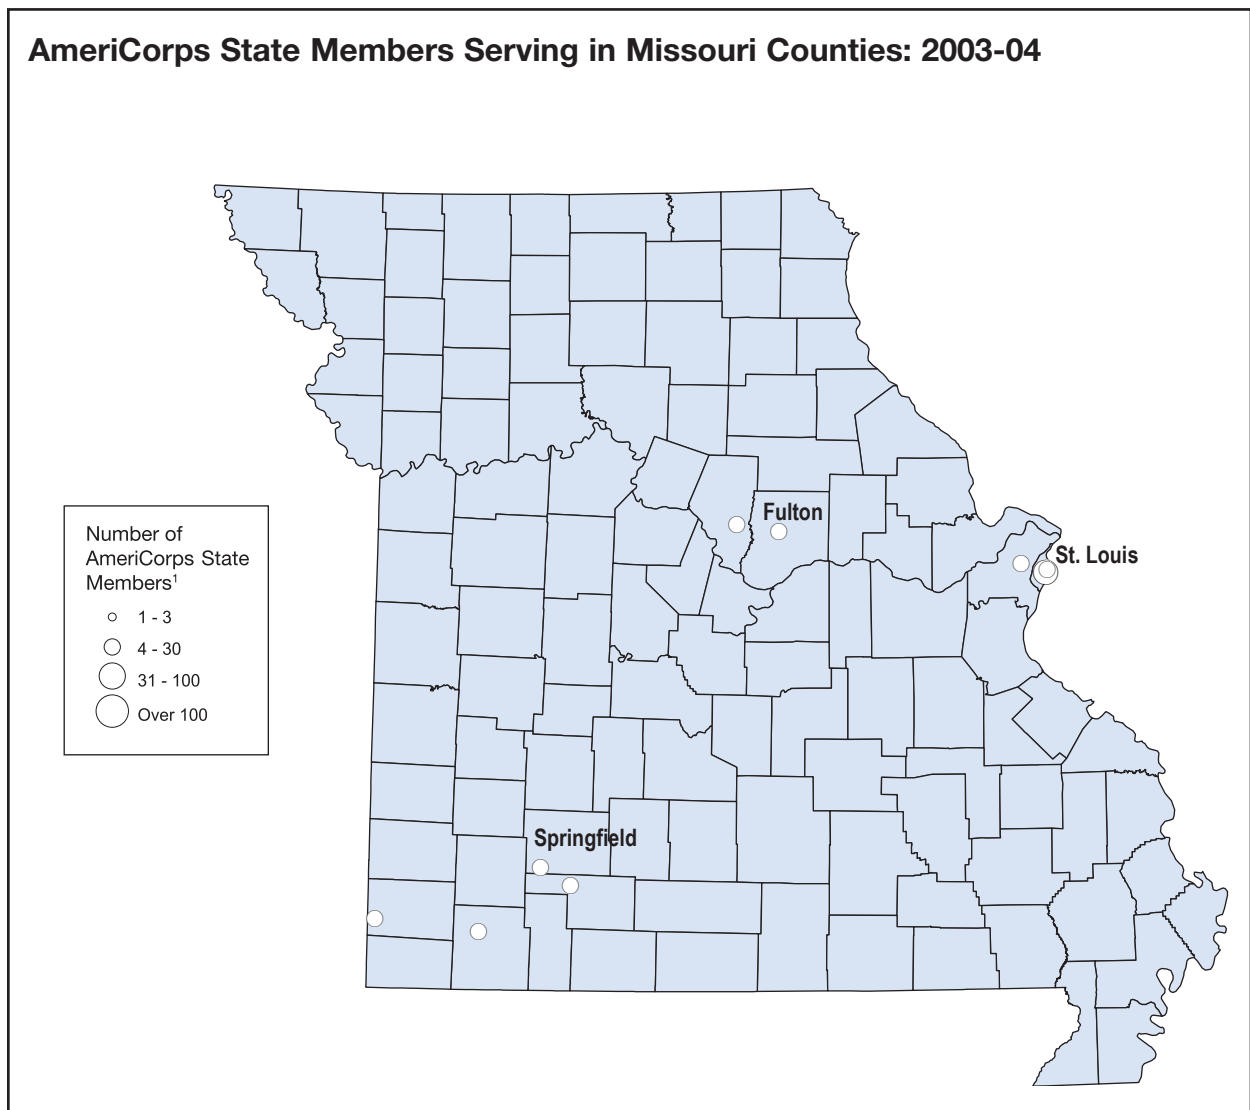 AmeriCorps State Members Serving in Missouri Counties: 2003-04
Fulton
St. Louis
Number of
AmeriCorps State
Members¹
1 - 3
4 - 30
31 - 100
Over 100
Springfield